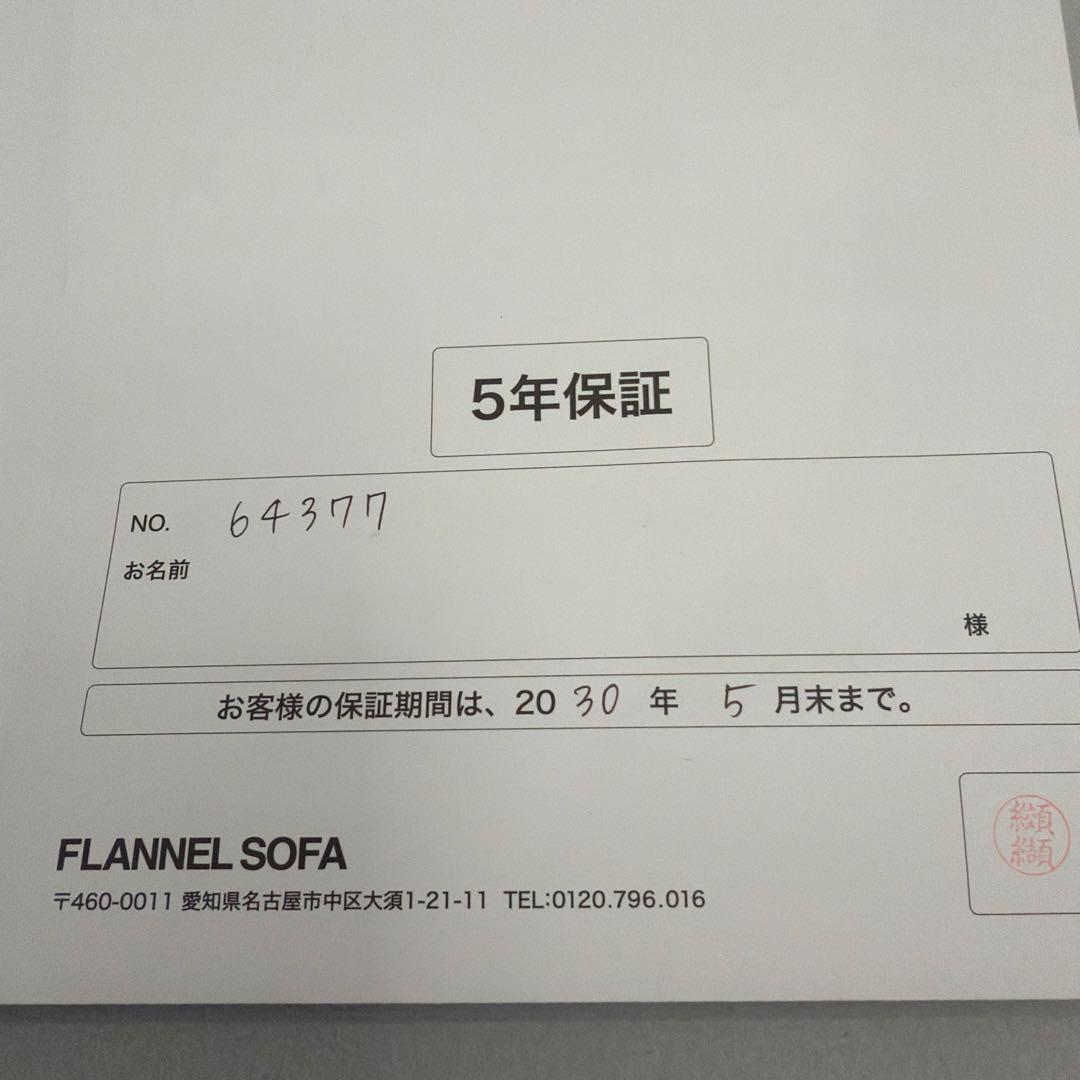 5年保証
NO. 64377
お名前
様
お客様の保証期間は、2030年 5月末まで。
FLANNEL SOFA
〒460-0011 愛知県名古屋市中区大須1-21-11 TEL:0120.796.016